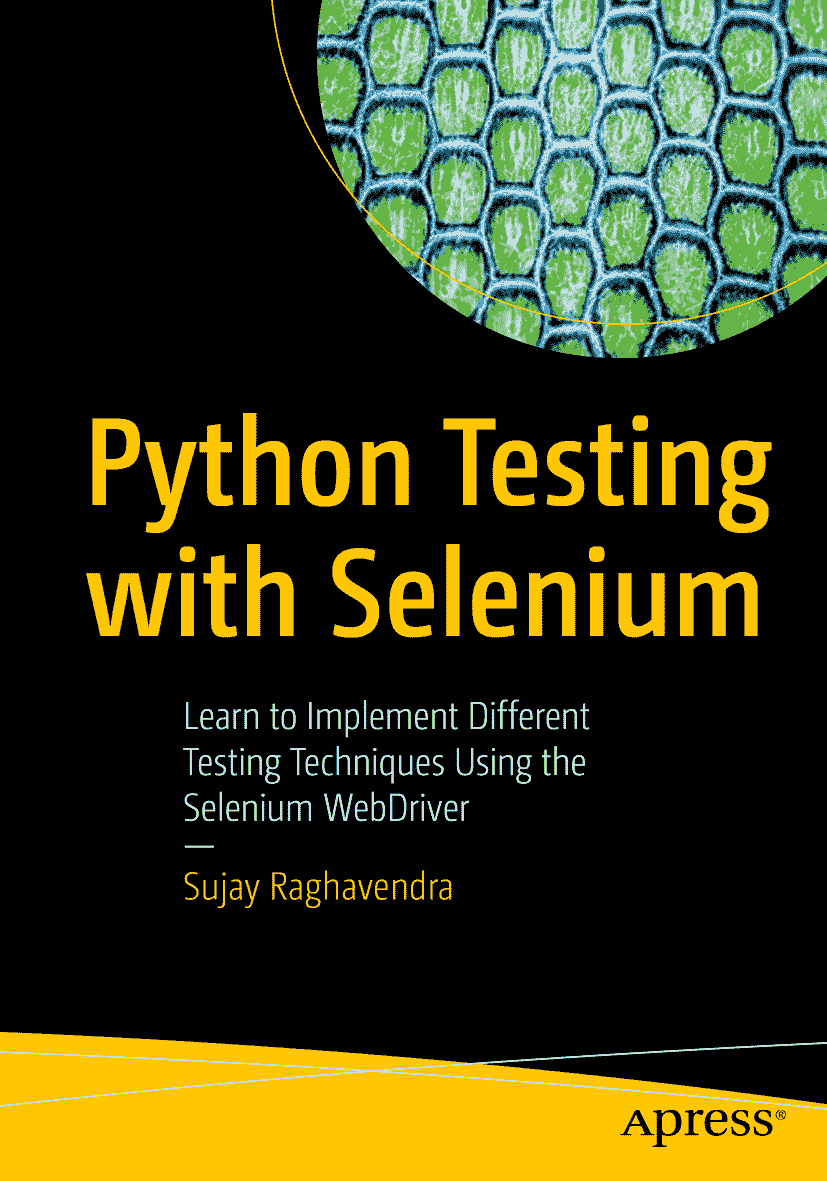 Python Testing
with Selenium
Learn to Implement Different
Testing Techniques Using the
Selenium WebDriver
—
Sujay Raghavendra
Apress®